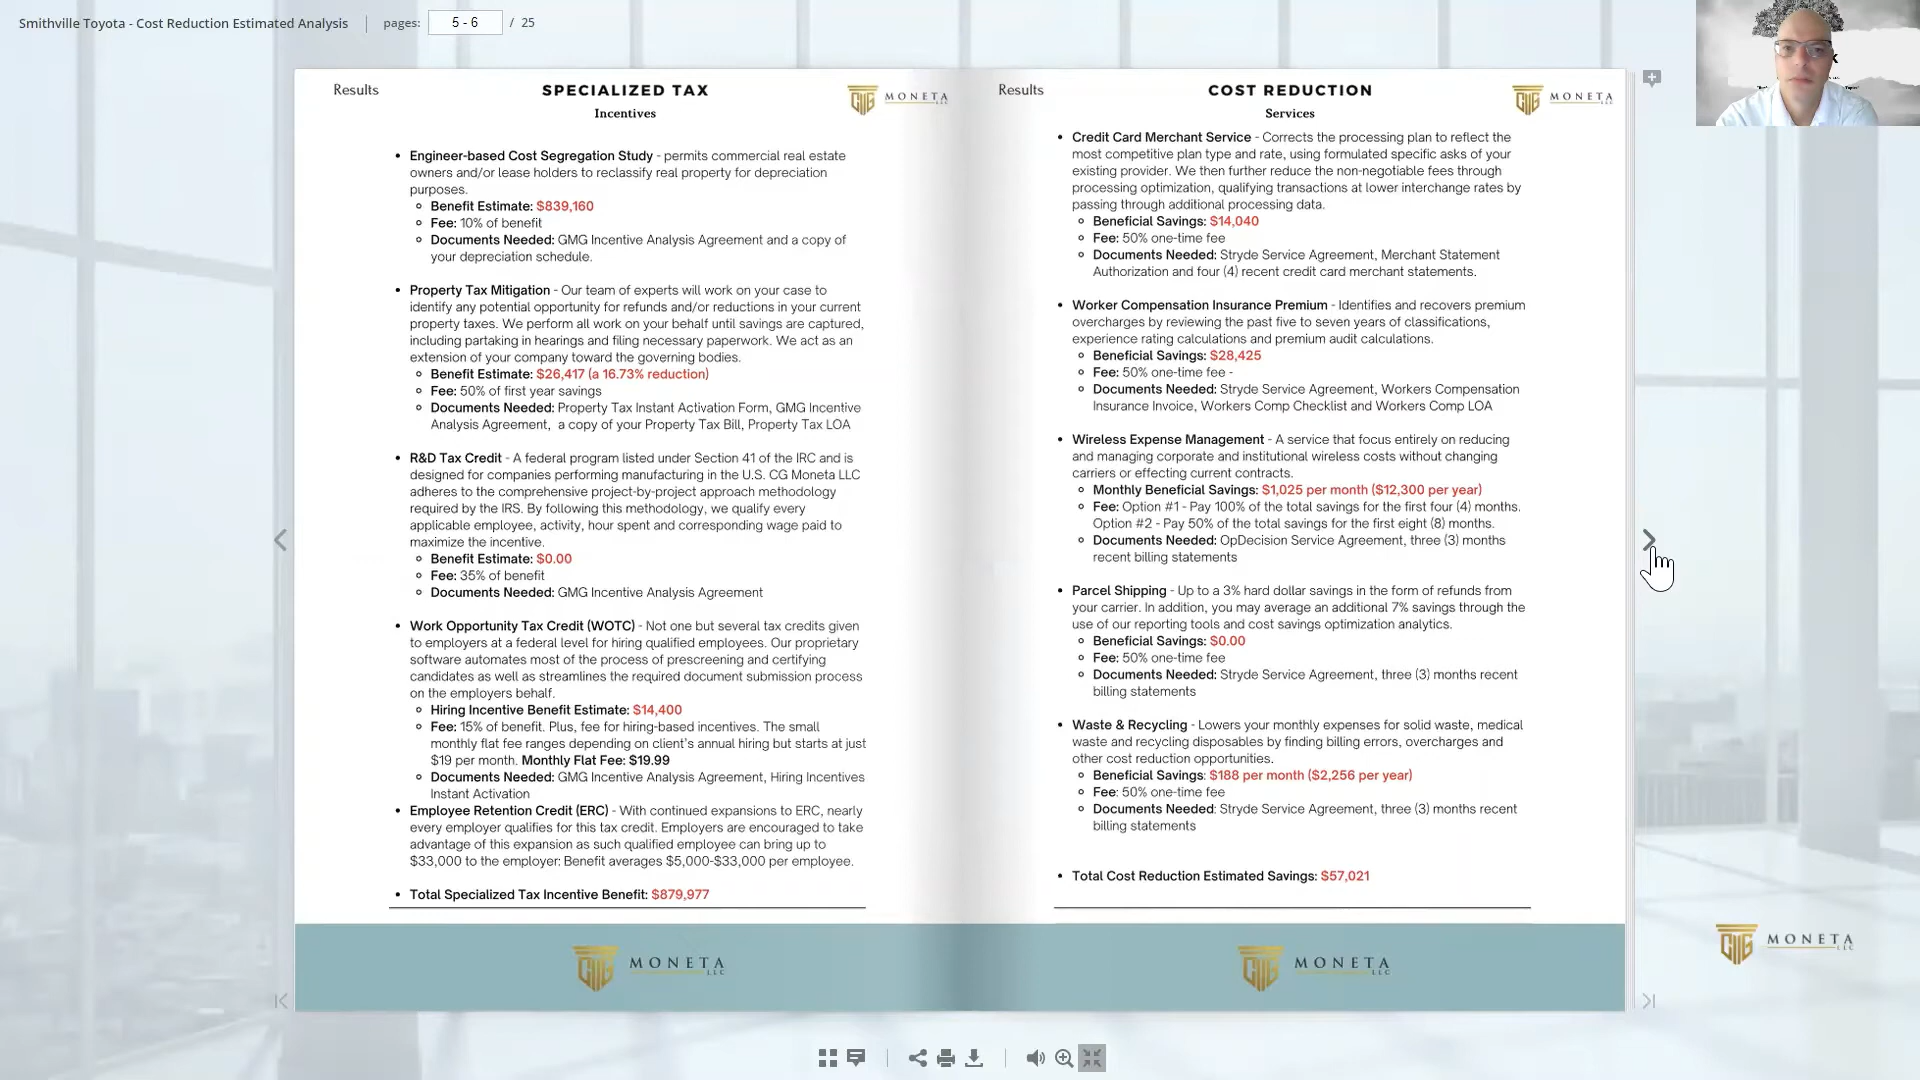 Smithville Toyota - Cost Reduction Estimated Analysis
pages: 5 - 6 / 25
Results
SPECIALIZED TAX
Incentives
MONETA
LLC
• Engineer-based Cost Segregation Study - permits commercial real estate
owners and/or lease holders to reclassify real property for depreciation
purposes.
Benefit Estimate: $839,160
Fee: 10% of benefit
Documents Needed: GMG Incentive Analysis Agreement and a copy of
your depreciation schedule.
• Property Tax Mitigation - Our team of experts will work on your case to
identify any potential opportunity for refunds and/or reductions in your current
property taxes. We perform all work on your behalf until savings are captured,
including partaking in hearings and filing necessary paperwork. We act as an
extension of your company toward the governing bodies.
Benefit Estimate: $26,417 (a 16.73% reduction)
Fee: 50% of first year savings
Documents Needed: Property Tax Instant Activation Form, GMG Incentive
Analysis Agreement, a copy of your Property Tax Bill, Property Tax LOA
• R&D Tax Credit - A federal program listed under Section 41 of the IRC and is
designed for companies performing manufacturing in the U.S. CG Moneta LLC
adheres to the comprehensive project-by-project approach methodology
required by the IRS. By following this methodology, we qualify every
applicable employee, activity, hour spent and corresponding wage paid to
maximize the incentive.
Benefit Estimate: $0.00
Fee: 35% of benefit
Documents Needed: GMG Incentive Analysis Agreement
• Work Opportunity Tax Credit (WOTC) - Not one but several tax credits given
to employers at a federal level for hiring qualified employees. Our proprietary
software automates most of the process of prescreening and certifying
candidates as well as streamlines the required document submission process
on the employers behalf.
Hiring Incentive Benefit Estimate: $14,400
Fee: 15% of benefit. Plus, fee for hiring-based incentives. The small
monthly flat fee ranges depending on client's annual hiring but starts at just
$19 per month. Monthly Flat Fee: $19.99
Documents Needed: GMG Incentive Analysis Agreement, Hiring Incentives
Instant Activation
• Employee Retention Credit (ERC) - With continued expansions to ERC, nearly
every employer qualifies for this tax credit. Employers are encouraged to take
advantage of this expansion as such qualified employee can bring up to
$33,000 to the employer: Benefit averages $5,000-$33,000 per employee.
• Total Specialized Tax Incentive Benefit: $879,977
MONETA
LLC
Results
COST REDUCTION
Services
MONETA
LLC
• Credit Card Merchant Service - Corrects the processing plan to reflect the
most competitive plan type and rate, using formulated specific asks of your
existing provider. We then further reduce the non-negotiable fees through
processing optimization, qualifying transactions at lower interchange rates by
passing through additional processing data.
Beneficial Savings: $14,040
Fee: 50% one-time fee
Documents Needed: Stryde Service Agreement, Merchant Statement
Authorization and four (4) recent credit card merchant statements.
• Worker Compensation Insurance Premium - Identifies and recovers premium
overcharges by reviewing the past five to seven years of classifications,
experience rating calculations and premium audit calculations.
Beneficial Savings: $28,425
Fee: 50% one-time fee -
Documents Needed: Stryde Service Agreement, Workers Compensation
Insurance Invoice, Workers Comp Checklist and Workers Comp LOA
• Wireless Expense Management - A service that focus entirely on reducing
and managing corporate and institutional wireless costs without changing
carriers or effecting current contracts.
Monthly Beneficial Savings: $1,025 per month ($12,300 per year)
Fee: Option #1 - Pay 100% of the total savings for the first four (4) months.
Option #2 - Pay 50% of the total savings for the first eight (8) months.
Documents Needed: OpDecision Service Agreement, three (3) months
recent billing statements
• Parcel Shipping - Up to a 3% hard dollar savings in the form of refunds from
your carrier. In addition, you may average an additional 7% savings through the
use of our reporting tools and cost savings optimization analytics.
Beneficial Savings: $0.00
Fee: 50% one-time fee
Documents Needed: Stryde Service Agreement, three (3) months recent
billing statements
• Waste & Recycling - Lowers your monthly expenses for solid waste, medical
waste and recycling disposables by finding billing errors, overcharges and
other cost reduction opportunities.
Beneficial Savings: $188 per month ($2,256 per year)
Fee: 50% one-time fee
Documents Needed: Stryde Service Agreement, three (3) months recent
billing statements
• Total Cost Reduction Estimated Savings: $57,021
MONETA
LLC
MONETA
LLC